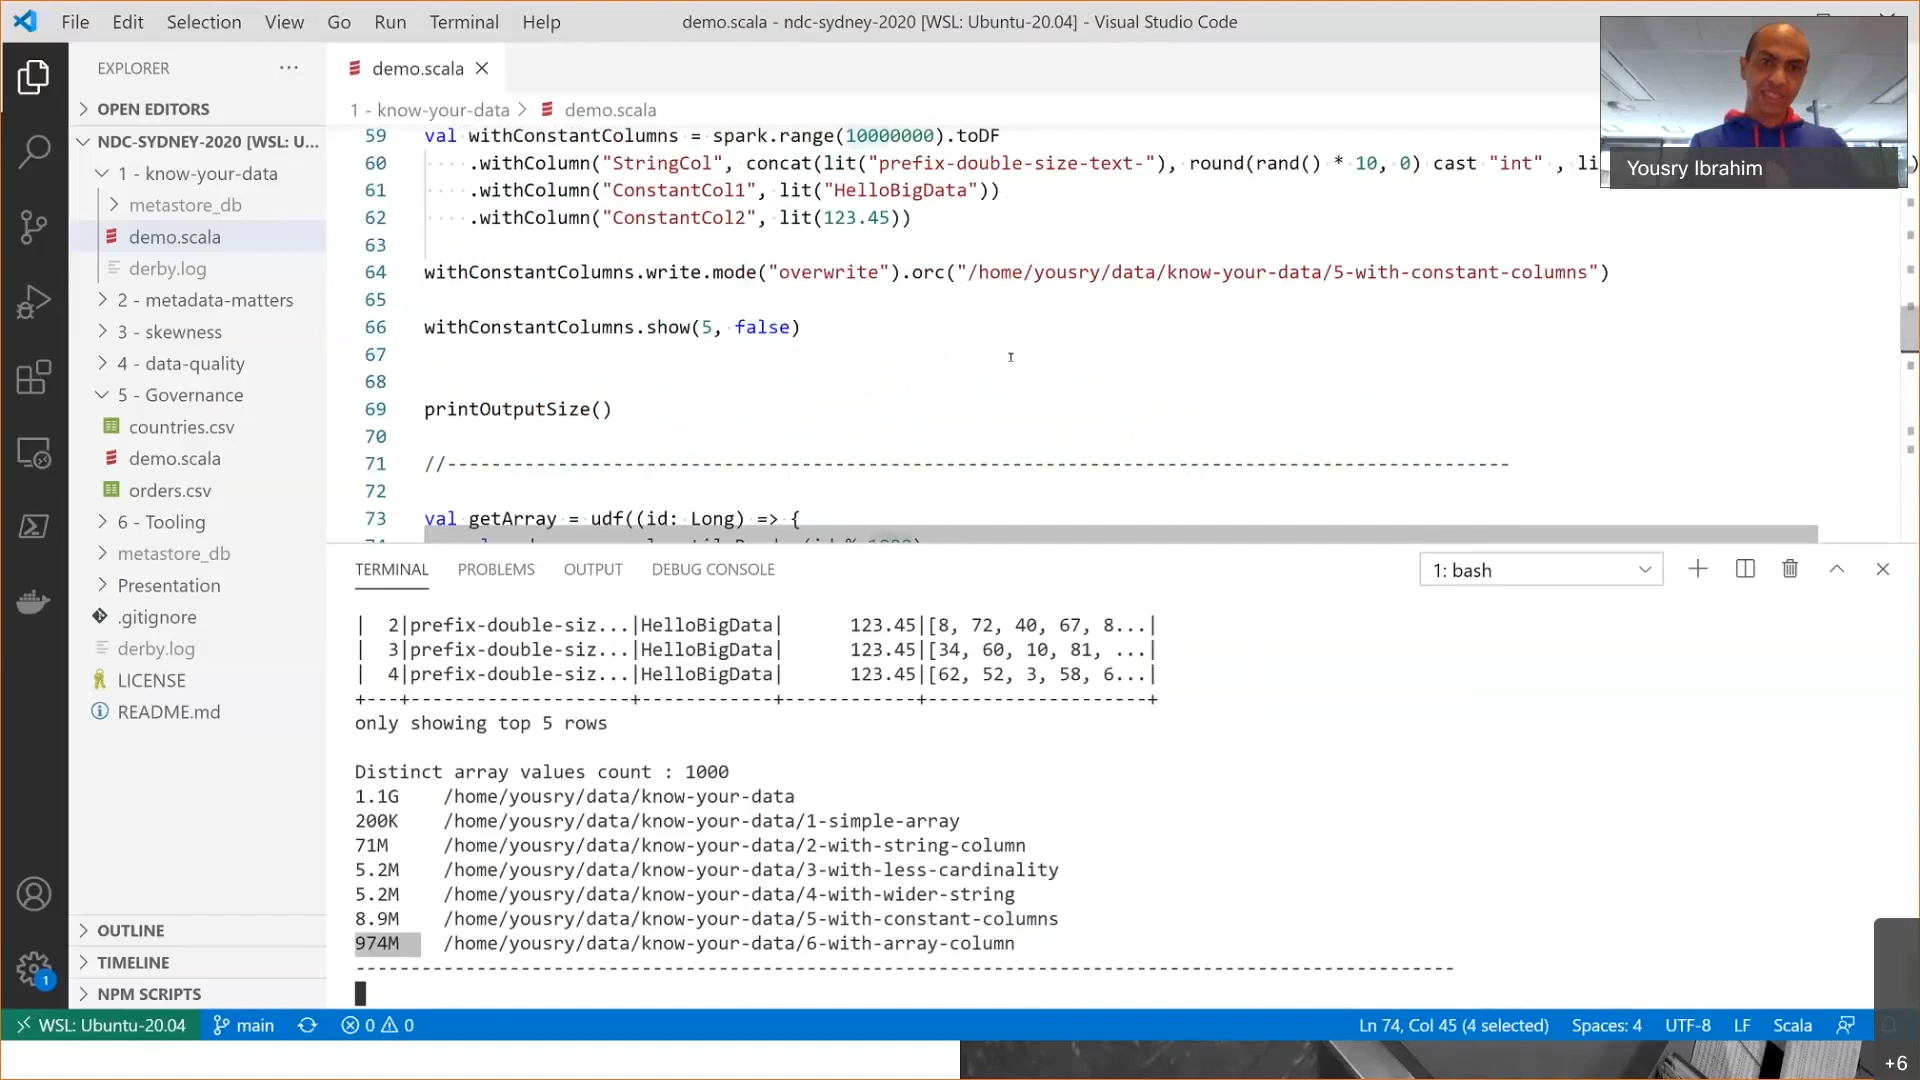 File Edit Selection View Go Run Terminal Help
demo.scala - ndc-sydney-2020 [WSL: Ubuntu-20.04] - Visual Studio Code
EXPLORER
OPEN EDITORS
NDC-SYDNEY-2020 [WSL: U...
1 - know-your-data
metastore_db
demo.scala
derby.log
2 - metadata-matters
3 - skewness
4 - data-quality
5 - Governance
countries.csv
demo.scala
orders.csv
6 - Tooling
metastore_db
Presentation
.gitignore
derby.log
LICENSE
README.md
OUTLINE
TIMELINE
NPM SCRIPTS
demo.scala
1 - know-your-data > demo.scala
59 val withConstantColumns = spark.range(10000000).toDF
60 .withColumn("StringCol", concat(lit("prefix-double-size-text-"), round(rand() * 10, 0) cast "int" , li
61 .withColumn("ConstantCol1", lit("HelloBigData"))
62 .withColumn("ConstantCol2", lit(123.45))
63
64 withConstantColumns.write.mode("overwrite").orc("/home/yousry/data/know-your-data/5-with-constant-columns")
65
66 withConstantColumns.show(5, false)
67
68
69 printOutputSize()
70
71 //-----------------------------------------------------------------------------------------------
72
73 val getArray = udf((id: Long) => {
Yousry Ibrahim
TERMINAL PROBLEMS OUTPUT DEBUG CONSOLE
1: bash
| 2|prefix-double-siz...|HelloBigData| 123.45|[8, 72, 40, 67, 8...|
| 3|prefix-double-siz...|HelloBigData| 123.45|[34, 60, 10, 81, ...|
| 4|prefix-double-siz...|HelloBigData| 123.45|[62, 52, 3, 58, 6...|
+---+--------------------+------------+------------+--------------------+
only showing top 5 rows
Distinct array values count : 1000
1.1G /home/yousry/data/know-your-data
200K /home/yousry/data/know-your-data/1-simple-array
71M /home/yousry/data/know-your-data/2-with-string-column
5.2M /home/yousry/data/know-your-data/3-with-less-cardinality
5.2M /home/yousry/data/know-your-data/4-with-wider-string
8.9M /home/yousry/data/know-your-data/5-with-constant-columns
974M /home/yousry/data/know-your-data/6-with-array-column
----------------------------------------------------------------------------------------------------
1
WSL: Ubuntu-20.04 main 0 0
Ln 74, Col 45 (4 selected) Spaces: 4 UTF-8 LF Scala
+6